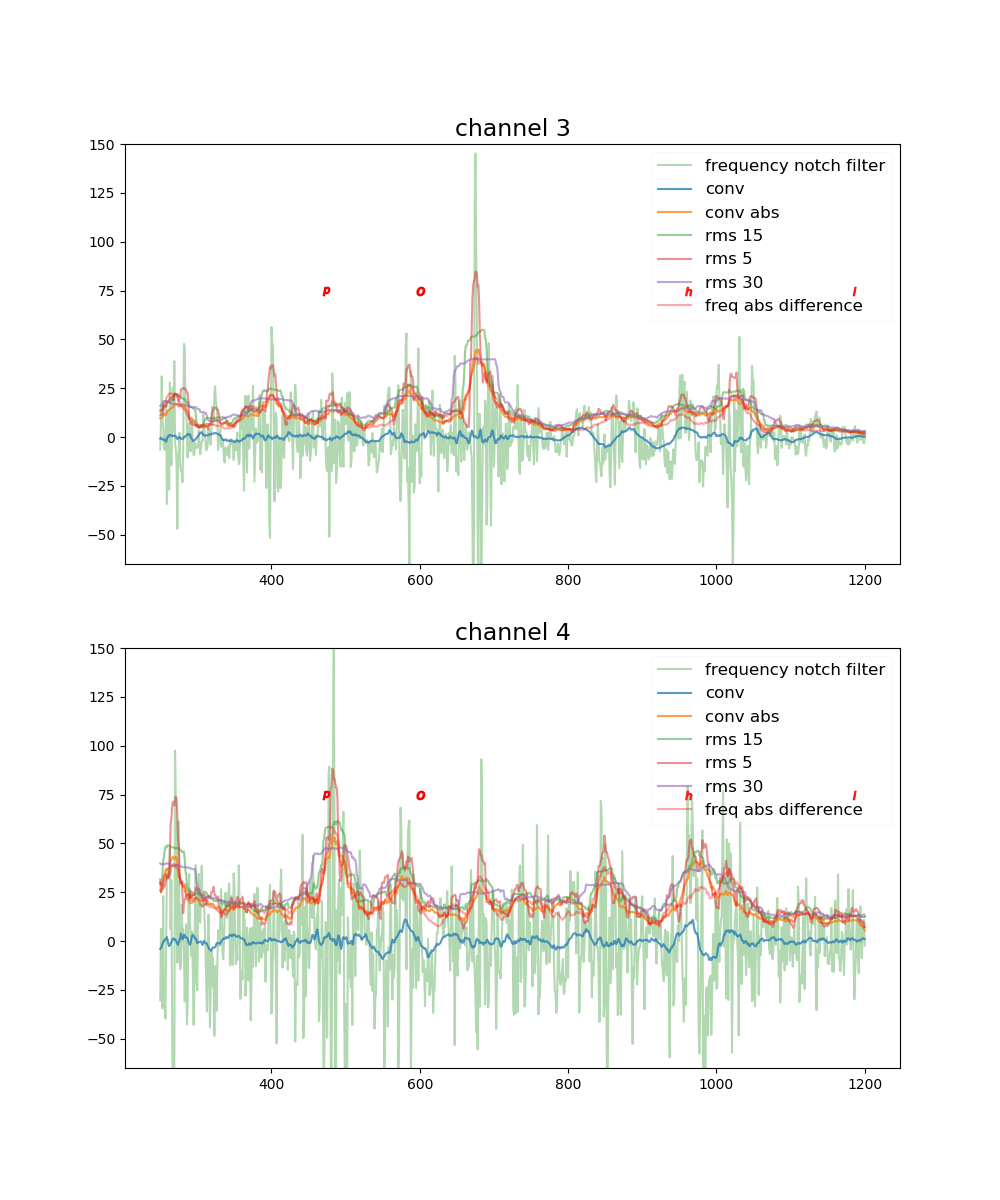 channel 3
150
125
100
75
50
25
0
−25
−50
frequency notch filter
conv
conv abs
rms 15
rms 5
rms 30
freq abs difference
p o h l
400 600 800 1000 1200
channel 4
150
125
100
75
50
25
0
−25
−50
frequency notch filter
conv
conv abs
rms 15
rms 5
rms 30
freq abs difference
p o h l
400 600 800 1000 1200